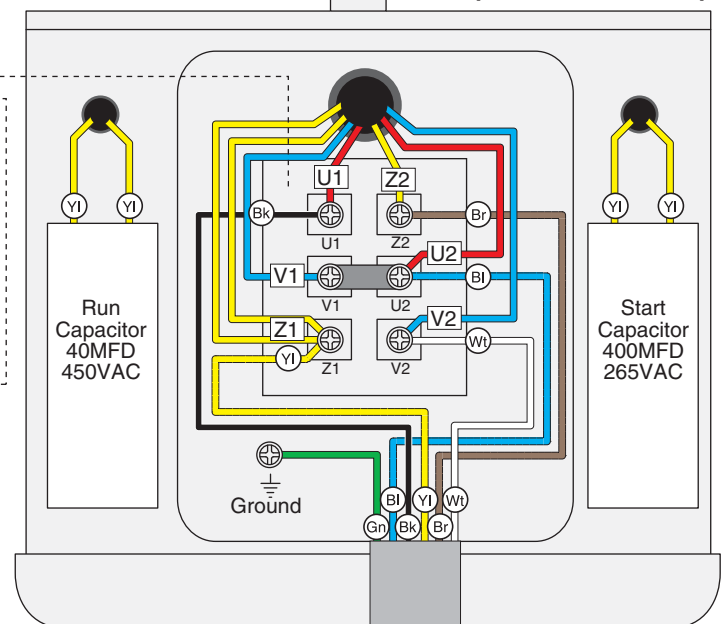 U1
Z2
Bk
Br
U1
Z2
U2
V1
Bl
V1
U2
V2
Z1
Wt
Yl
Z1
V2
Yl
Yl
Yl
Yl
Run
Capacitor
40MFD
450VAC
Start
Capacitor
400MFD
265VAC
Ground
Bl
Yl
Wt
Gn
Bk
Br